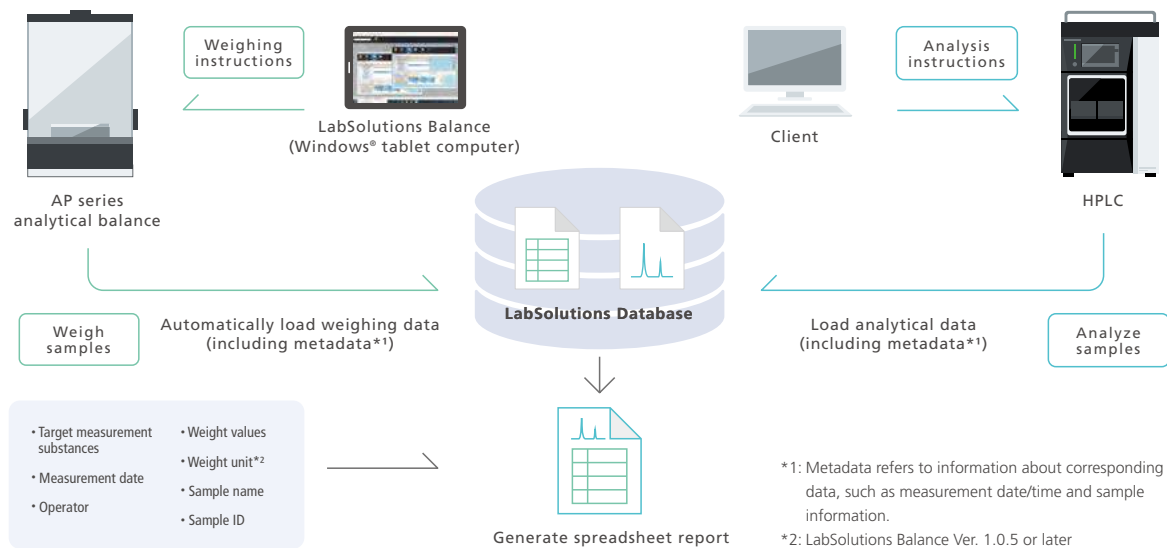 Weighing
instructions
Analysis
instructions
LabSolutions Balance
(Windows® tablet computer)
Client
AP series
analytical balance
HPLC
LabSolutions Database
Weigh
samples
Automatically load weighing data
(including metadata*1)
Load analytical data
(including metadata*1)
Analyze
samples
• Target measurement
substances
• Measurement date
• Operator
• Weight values
• Weight unit*2
• Sample name
• Sample ID
Generate spreadsheet report
*1: Metadata refers to information about corresponding
data, such as measurement date/time and sample
information.
*2: LabSolutions Balance Ver. 1.0.5 or later